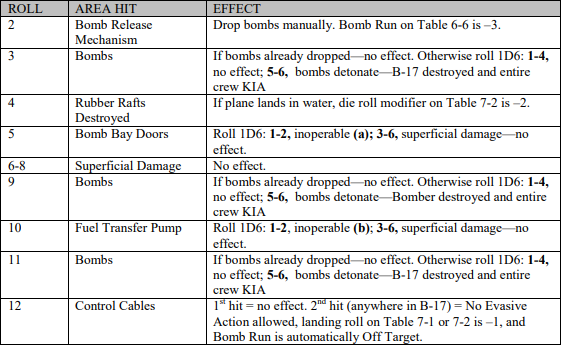 ROLL AREA HIT EFFECT
2 Bomb Release Drop bombs manually. Bomb Run on Table 6-6 is –3.
Mechanism
3 Bombs If bombs already dropped—no effect. Otherwise roll 1D6: 1-4,
no effect; 5-6, bombs detonate—B-17 destroyed and entire
crew KIA
4 Rubber Rafts If plane lands in water, die roll modifier on Table 7-2 is –2.
Destroyed
5 Bomb Bay Doors Roll 1D6: 1-2, inoperable (a); 3-6, superficial damage—no
effect.
6-8 Superficial Damage No effect.
9 Bombs If bombs already dropped—no effect. Otherwise roll 1D6: 1-4,
no effect; 5-6, bombs detonate—Bomber destroyed and entire
crew KIA
10 Fuel Transfer Pump Roll 1D6: 1-2, inoperable (b); 3-6, superficial damage—no
effect.
11 Bombs If bombs already dropped—no effect. Otherwise roll 1D6: 1-4,
no effect; 5-6, bombs detonate—B-17 destroyed and entire
crew KIA
12 Control Cables 1st hit = no effect. 2nd hit (anywhere in B-17) = No Evasive
Action allowed, landing roll on Table 7-1 or 7-2 is –1, and
Bomb Run is automatically Off Target.